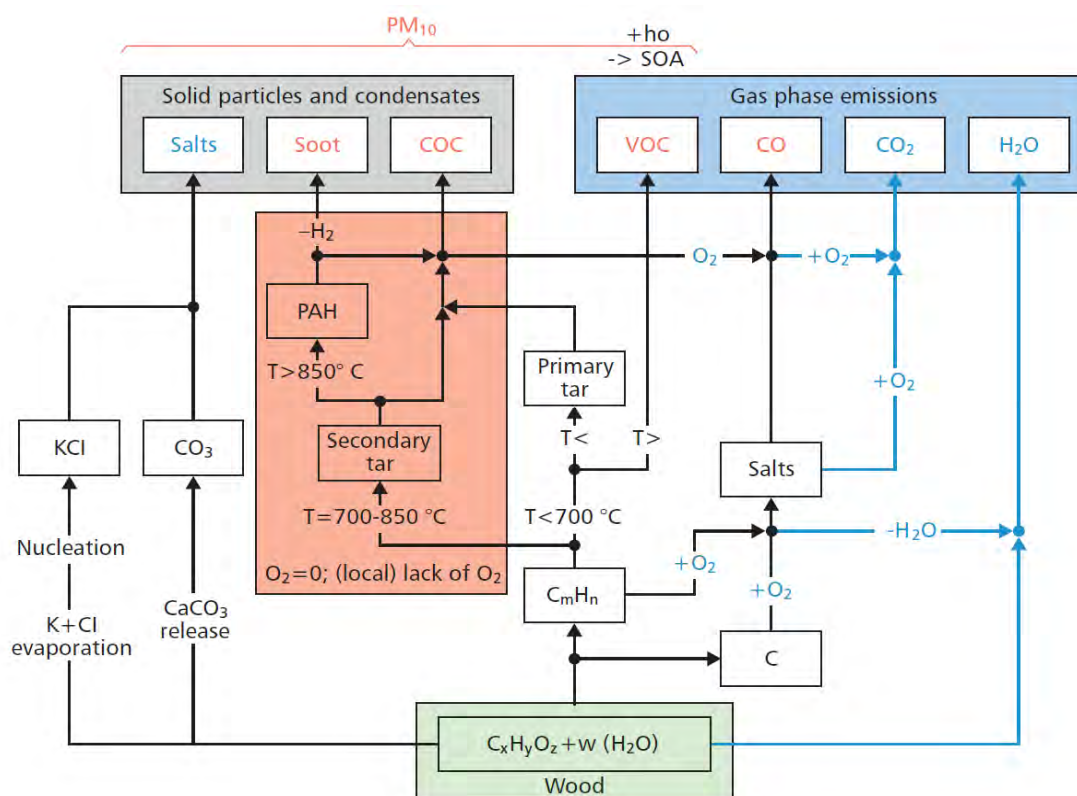 PM₁₀
+ho
-> SOA
Solid particles and condensates
Gas phase emissions
Salts
Soot
COC
VOC
CO
CO₂
H₂O
–H₂
O₂
+O₂
PAH
T>850° C
Primary
tar
+O₂
KCl
CO₃
Secondary
tar
T<
T>
Salts
T=700-850 °C
T<700 °C
Nucleation
-H₂O
O₂=0; (local) lack of O₂
+O₂
CₘHₙ
+O₂
K+Cl
evaporation
CaCO₃
release
C
CₓHᵧO_z+w (H₂O)
Wood